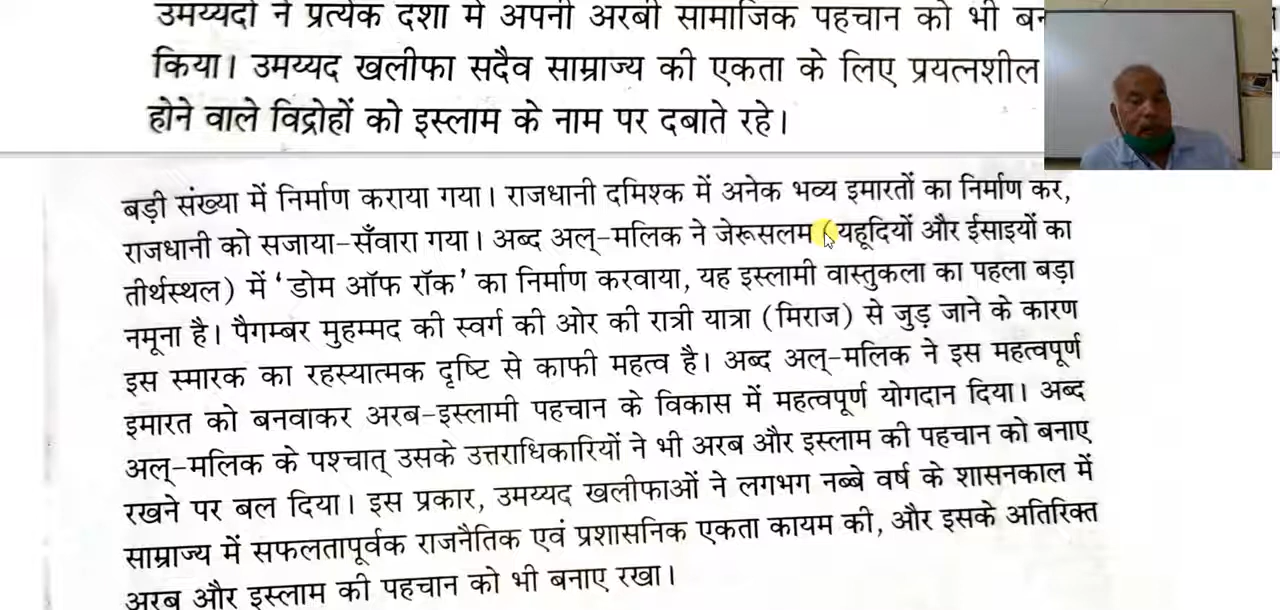 उमय्यदों ने प्रत्येक दशा में अपनी अरबी सामाजिक पहचान को भी
किया। उमय्यद खलीफा सदैव साम्राज्य की एकता के लिए प्रयत्नशील
होने वाले विद्रोहों को इस्लाम के नाम पर दबाते रहे।
बड़ी संख्या में निर्माण कराया गया। राजधानी दमिश्क में अनेक भव्य इमारतों का निर्माण कर,
राजधानी को सजाया-सँवारा गया। अब्द अल्-मलिक ने जेरूसलम (यहूदियों और ईसाइयों का
तीर्थस्थल) में 'डोम ऑफ रॉक' का निर्माण करवाया, यह इस्लामी वास्तुकला का पहला बड़ा
नमूना है। पैगम्बर मुहम्मद की स्वर्ग की ओर की रात्री यात्रा (मिराज) से जुड़ जाने के कारण
इस स्मारक का रहस्यात्मक दृष्टि से काफी महत्व है। अब्द अल्-मलिक ने इस महत्वपूर्ण
इमारत को बनवाकर अरब-इस्लामी पहचान के विकास में महत्वपूर्ण योगदान दिया। अब्द
अल्-मलिक के पश्चात् उसके उत्तराधिकारियों ने भी अरब और इस्लाम की पहचान को बनाए
रखने पर बल दिया। इस प्रकार, उमय्यद खलीफाओं ने लगभग नब्बे वर्ष के शासनकाल में
साम्राज्य में सफलतापूर्वक राजनैतिक एवं प्रशासनिक एकता कायम की, और इसके अतिरिक्त
अरब और इस्लाम की पहचान को भी बनाए रखा।